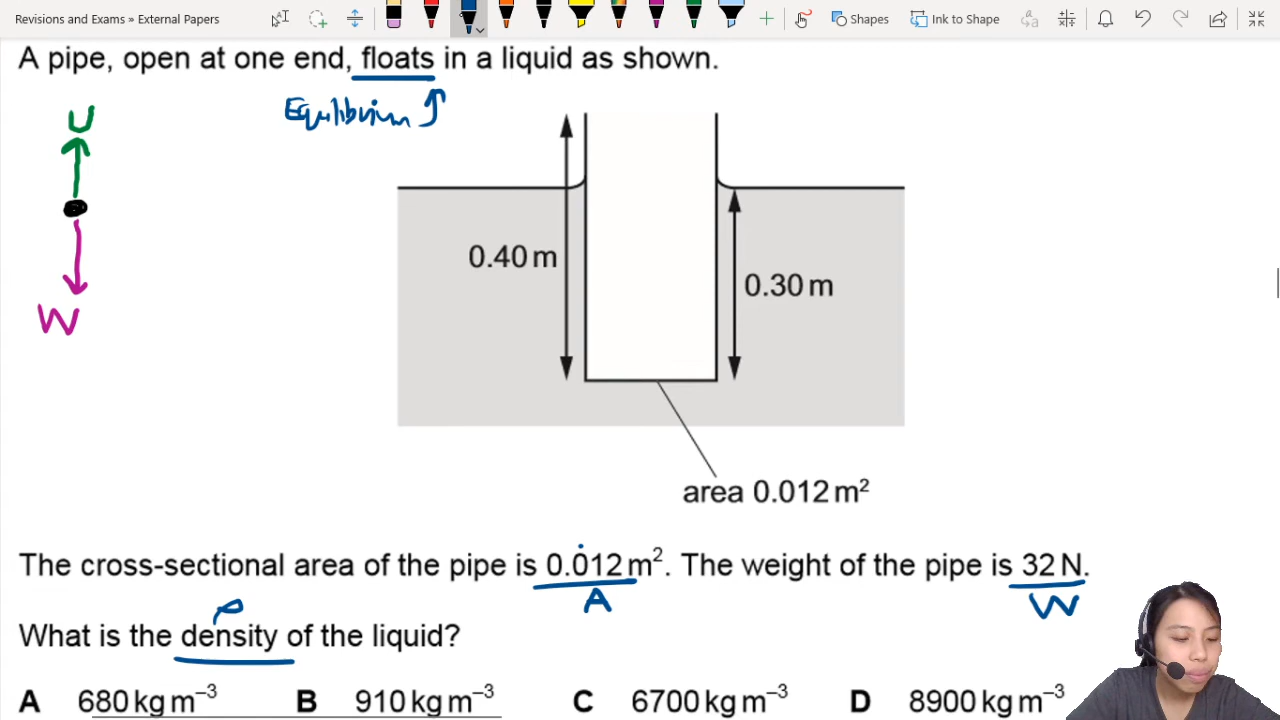 Revisions and Exams » External Papers
Shapes
Ink to Shape
A pipe, open at one end, floats in a liquid as shown.
Equilibrium
U
W
0.40 m
0.30 m
area 0.012 m²
The cross-sectional area of the pipe is 0.012 m². The weight of the pipe is 32 N.
A
W
ρ
What is the density of the liquid?
A 680 kg m⁻³ B 910 kg m⁻³ C 6700 kg m⁻³ D 8900 kg m⁻³